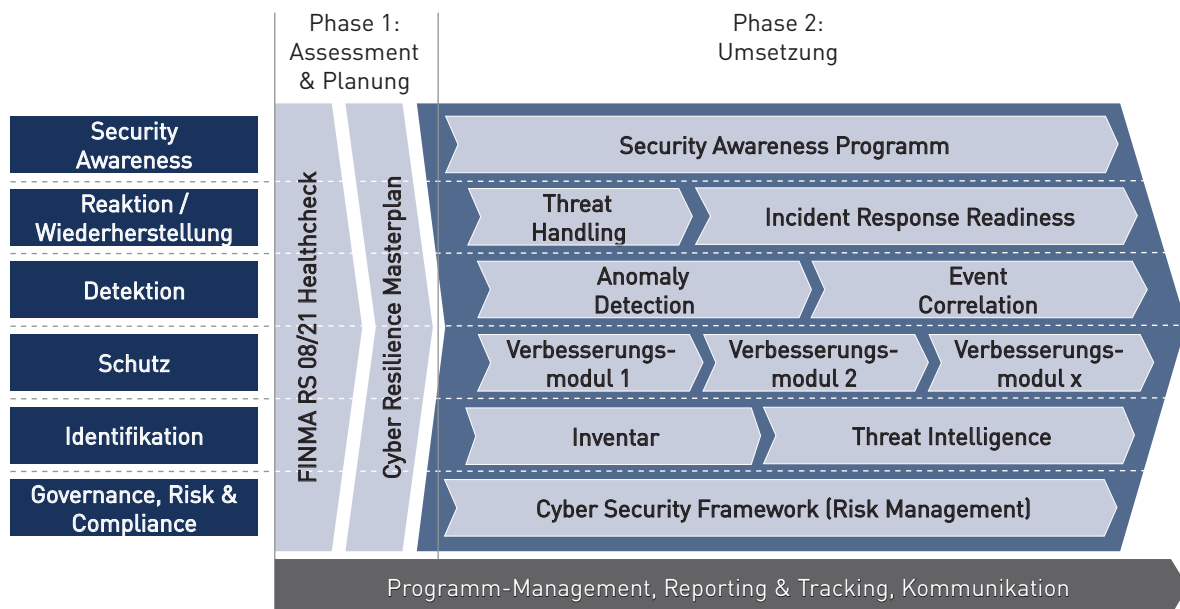 Phase 1:
Assessment
& Planung
Phase 2:
Umsetzung
Security
Awareness
Reaktion /
Wiederherstellung
Detektion
Schutz
Identifikation
Governance, Risk &
Compliance
FINMA RS 08/21 Healthcheck
Cyber Resilience Masterplan
Security Awareness Programm
Threat
Handling
Incident Response Readiness
Anomaly
Detection
Event
Correlation
Verbesserungs-
modul 1
Verbesserungs-
modul 2
Verbesserungs-
modul x
Inventar
Threat Intelligence
Cyber Security Framework (Risk Management)
Programm-Management, Reporting & Tracking, Kommunikation